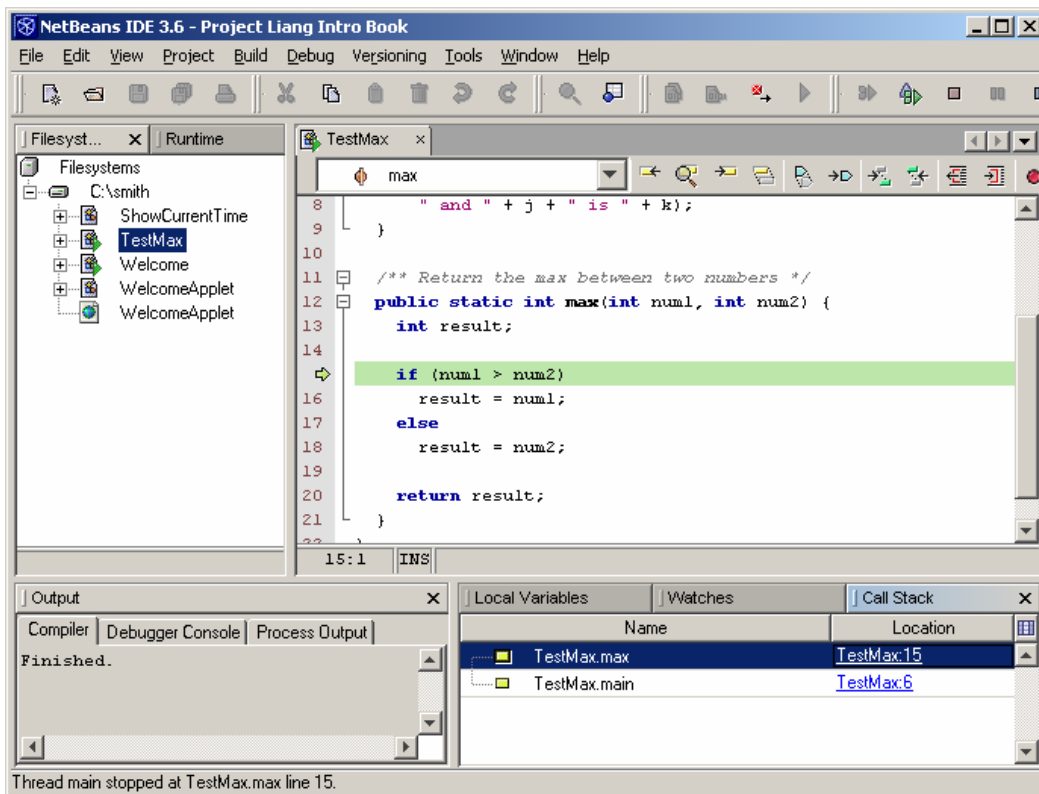 NetBeans IDE 3.6 - Project Liang Intro Book
File Edit View Project Build Debug Versioning Tools Window Help
Filesyst... Runtime
Filesystems
C:\smith
ShowCurrentTime
TestMax
Welcome
WelcomeApplet
WelcomeApplet
TestMax
max
8 " and " + j + " is " + k);
9 }
10
11 /** Return the max between two numbers */
12 public static int max(int num1, int num2) {
13 int result;
14
if (num1 > num2)
16 result = num1;
17 else
18 result = num2;
19
20 return result;
21 }
15:1 INS
Output
Compiler Debugger Console Process Output
Finished.
Local Variables Watches Call Stack
Name Location
TestMax.max TestMax:15
TestMax.main TestMax:6
Thread main stopped at TestMax.max line 15.